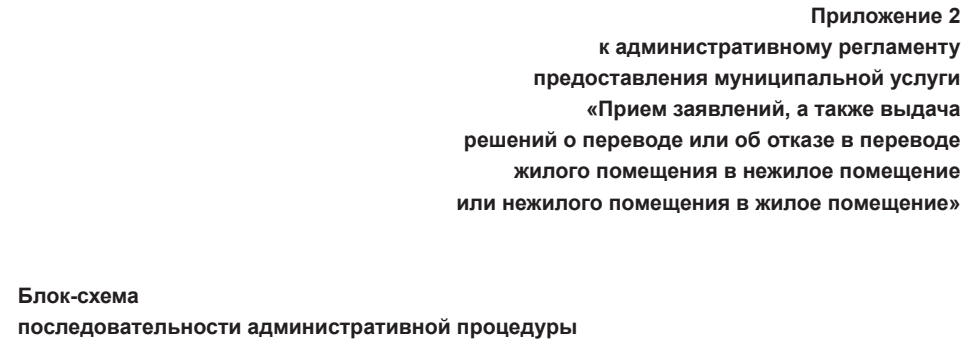 Приложение 2
к административному регламенту
предоставления муниципальной услуги
«Прием заявлений, а также выдача
решений о переводе или об отказе в переводе
жилого помещения в нежилое помещение
или нежилого помещения в жилое помещение»
Блок-схема
последовательности административной процедуры